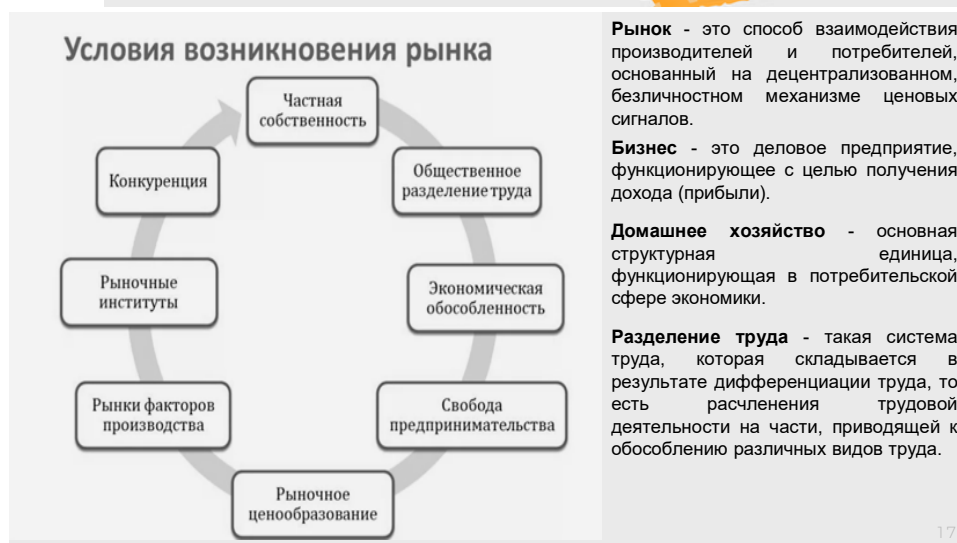 Условия возникновения рынка
Частная
собственность
Общественное
разделение труда
Экономическая
обособленность
Свобода
предпринимательства
Рыночное
ценообразование
Рынки факторов
производства
Рыночные
институты
Конкуренция
Рынок - это способ взаимодействия
производителей и потребителей,
основанный на децентрализованном,
безличностном механизме ценовых
сигналов.
Бизнес - это деловое предприятие,
функционирующее с целью получения
дохода (прибыли).
Домашнее хозяйство - основная
структурная единица,
функционирующая в потребительской
сфере экономики.
Разделение труда - такая система
труда, которая складывается в
результате дифференциации труда, то
есть расчленения трудовой
деятельности на части, приводящей к
обособлению различных видов труда.
17